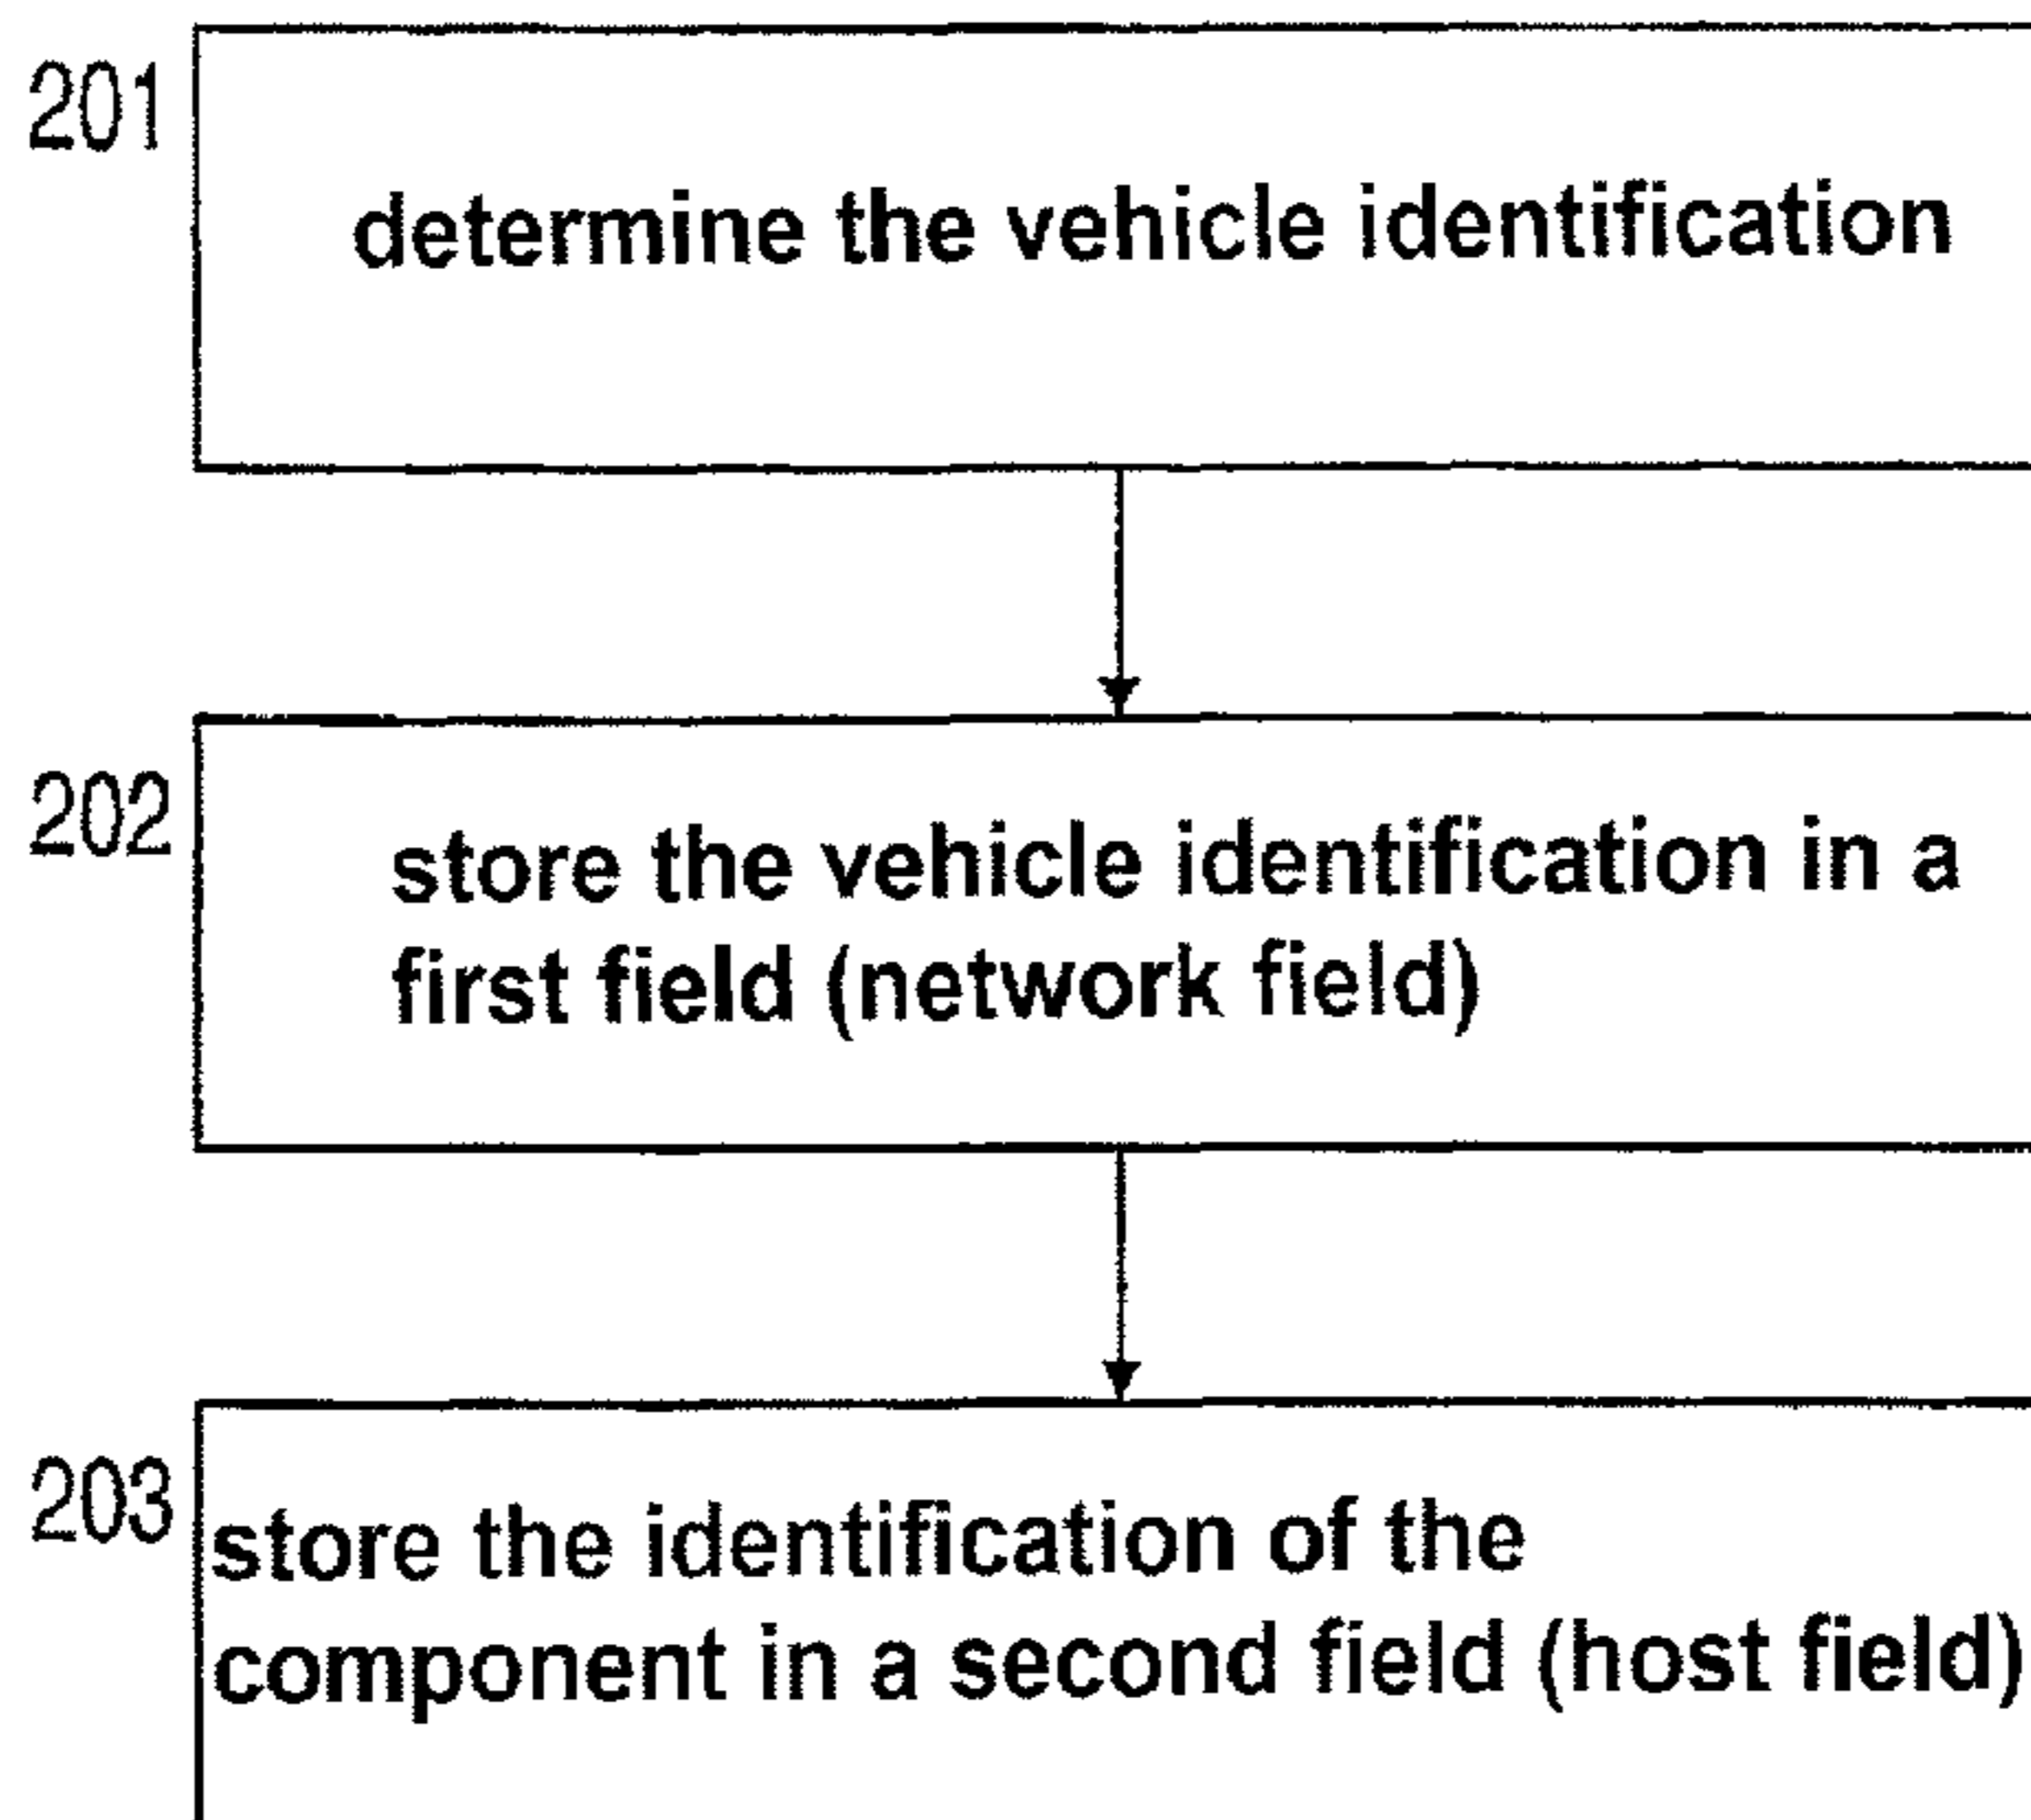 201
determine the vehicle identification
202
store the vehicle identification in a
first field (network field)
203
store the identification of the
component in a second field (host field)